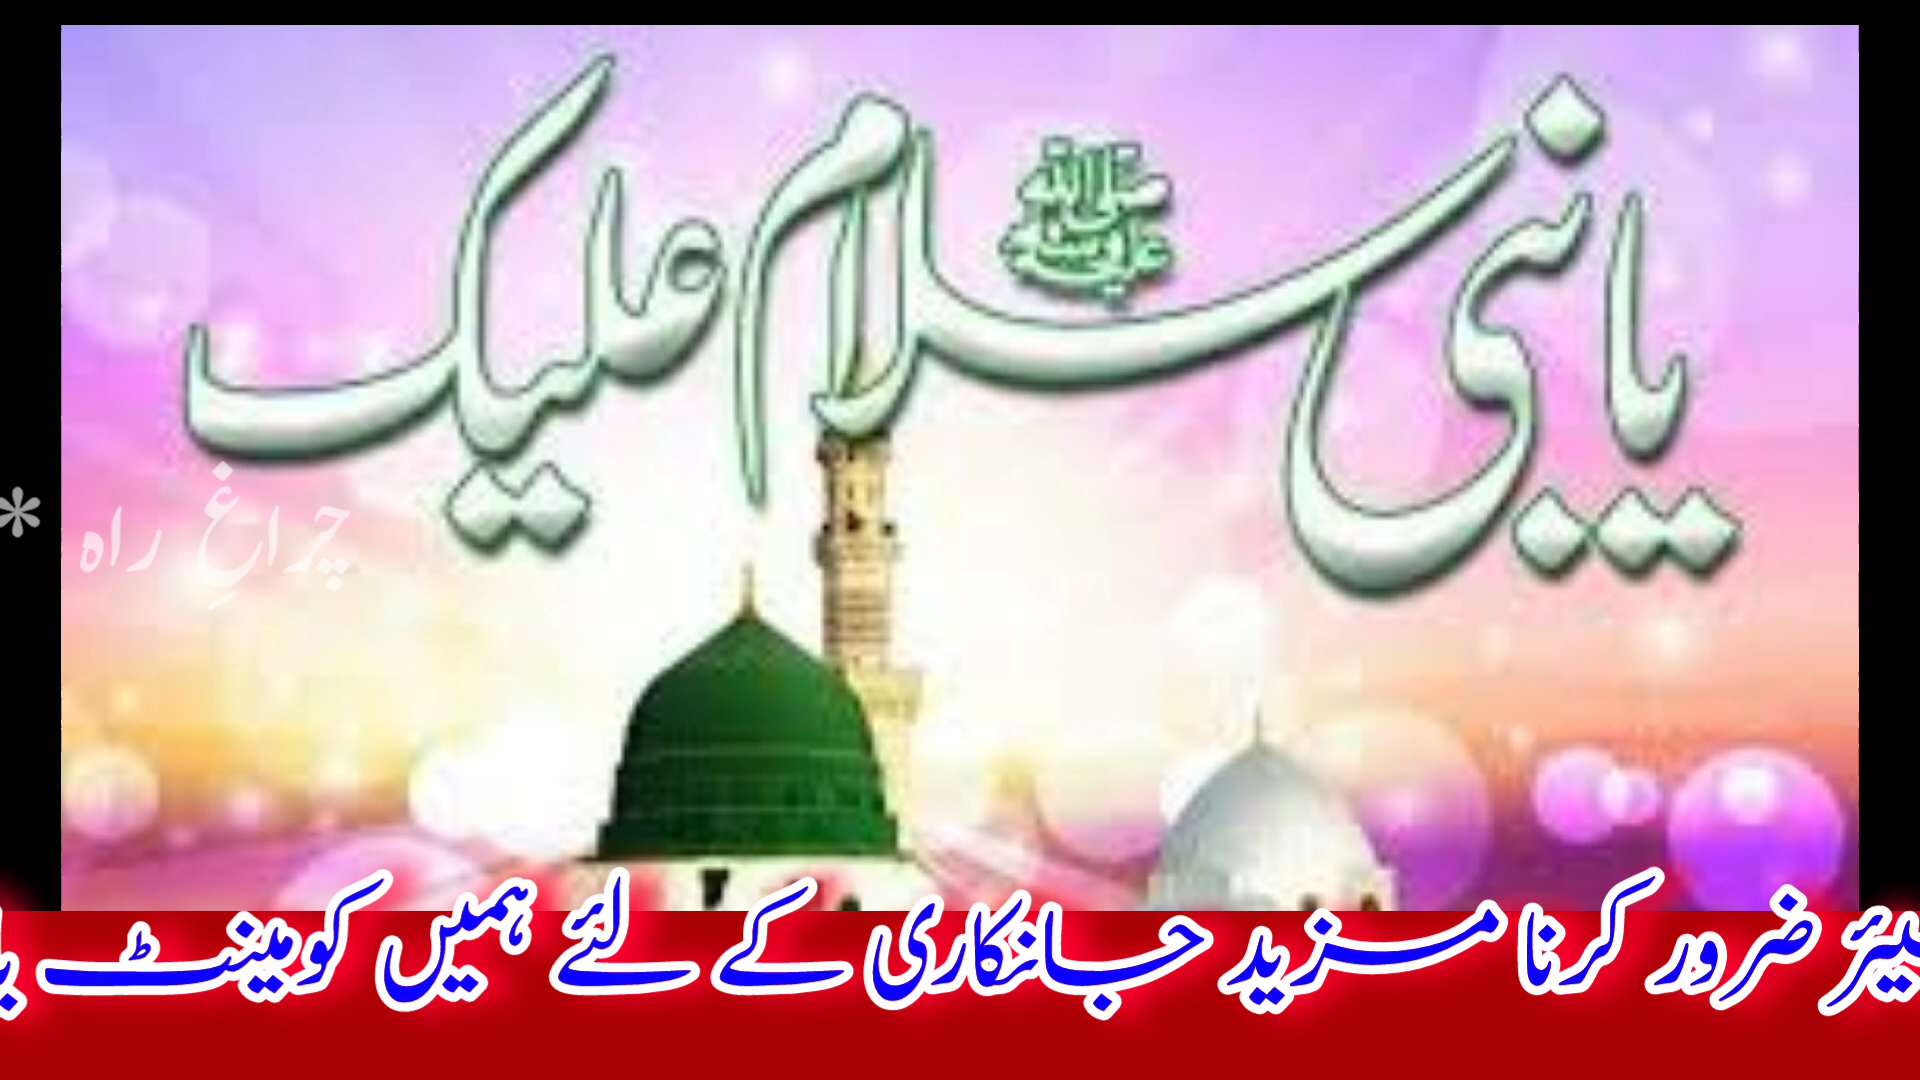 یا نبی سلام علیک
صلی اللہ علیہ وسلم
چراغِ راہ *
ضرور کرنا مزید جانکاری کے لئے ہمیں کومینٹ